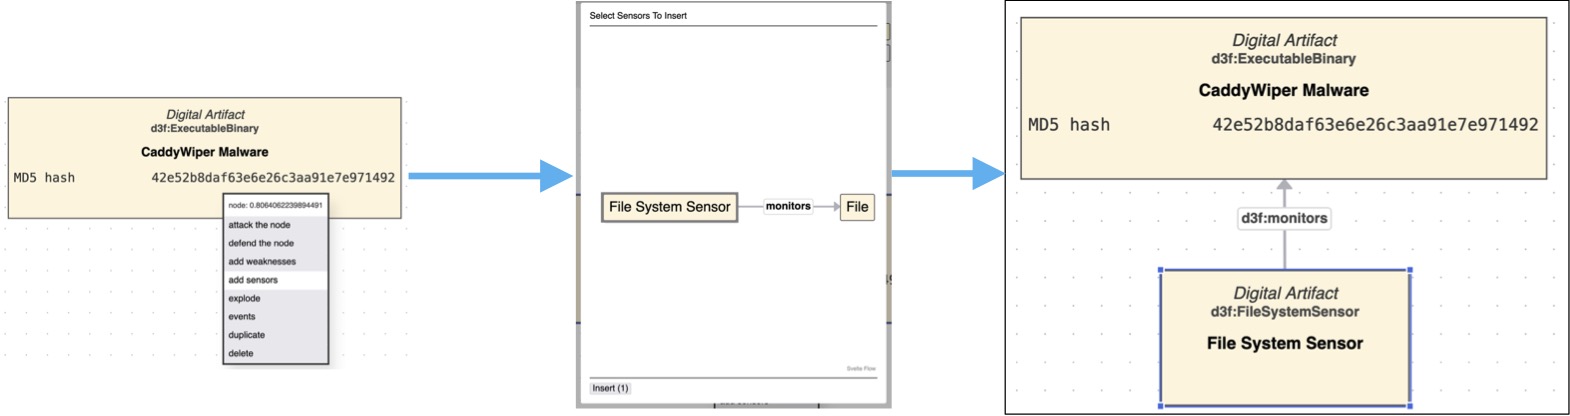 Digital Artifact
d3f:ExecutableBinary
CaddyWiper Malware
MD5 hash 42e52b8daf63e6e26c3aa91e7e971492
node: 0.8064062239894491
attack the node
defend the node
add weaknesses
add sensors
explode
events
duplicate
delete
Select Sensors To Insert
File System Sensor monitors File
Svelte Flow
Insert (1)
Digital Artifact
d3f:ExecutableBinary
CaddyWiper Malware
MD5 hash 42e52b8daf63e6e26c3aa91e7e971492
d3f:monitors
Digital Artifact
d3f:FileSystemSensor
File System Sensor